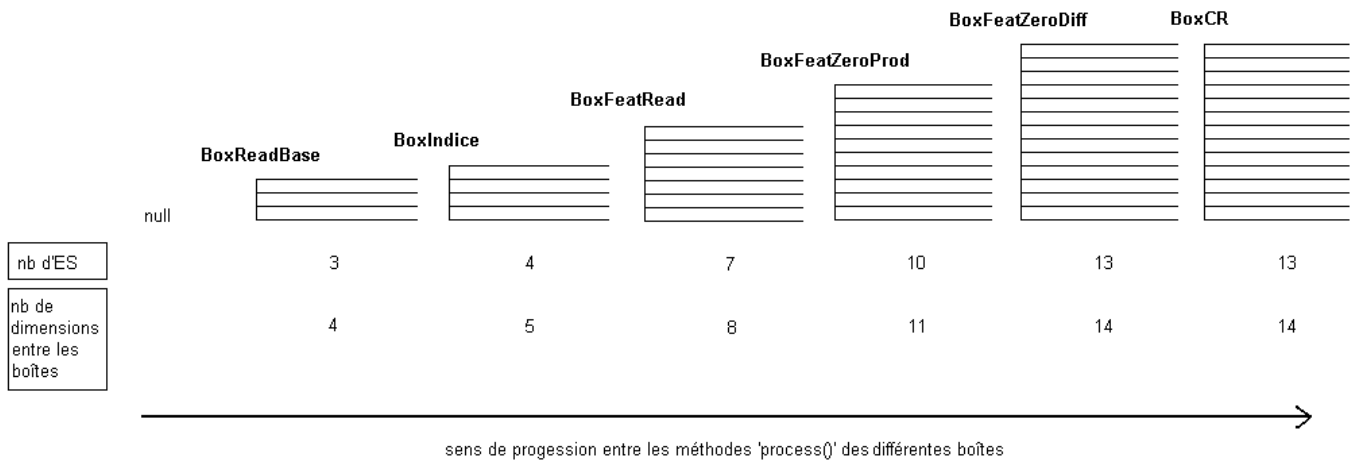 BoxFeatZeroDiff
BoxCR
BoxFeatZeroProd
BoxFeatRead
BoxIndice
BoxReadBase
null
nb d'ES
3
4
7
10
13
13
nb de
dimensions
entre les
boîtes
4
5
8
11
14
14
sens de progession entre les méthodes 'process()' des différentes boîtes